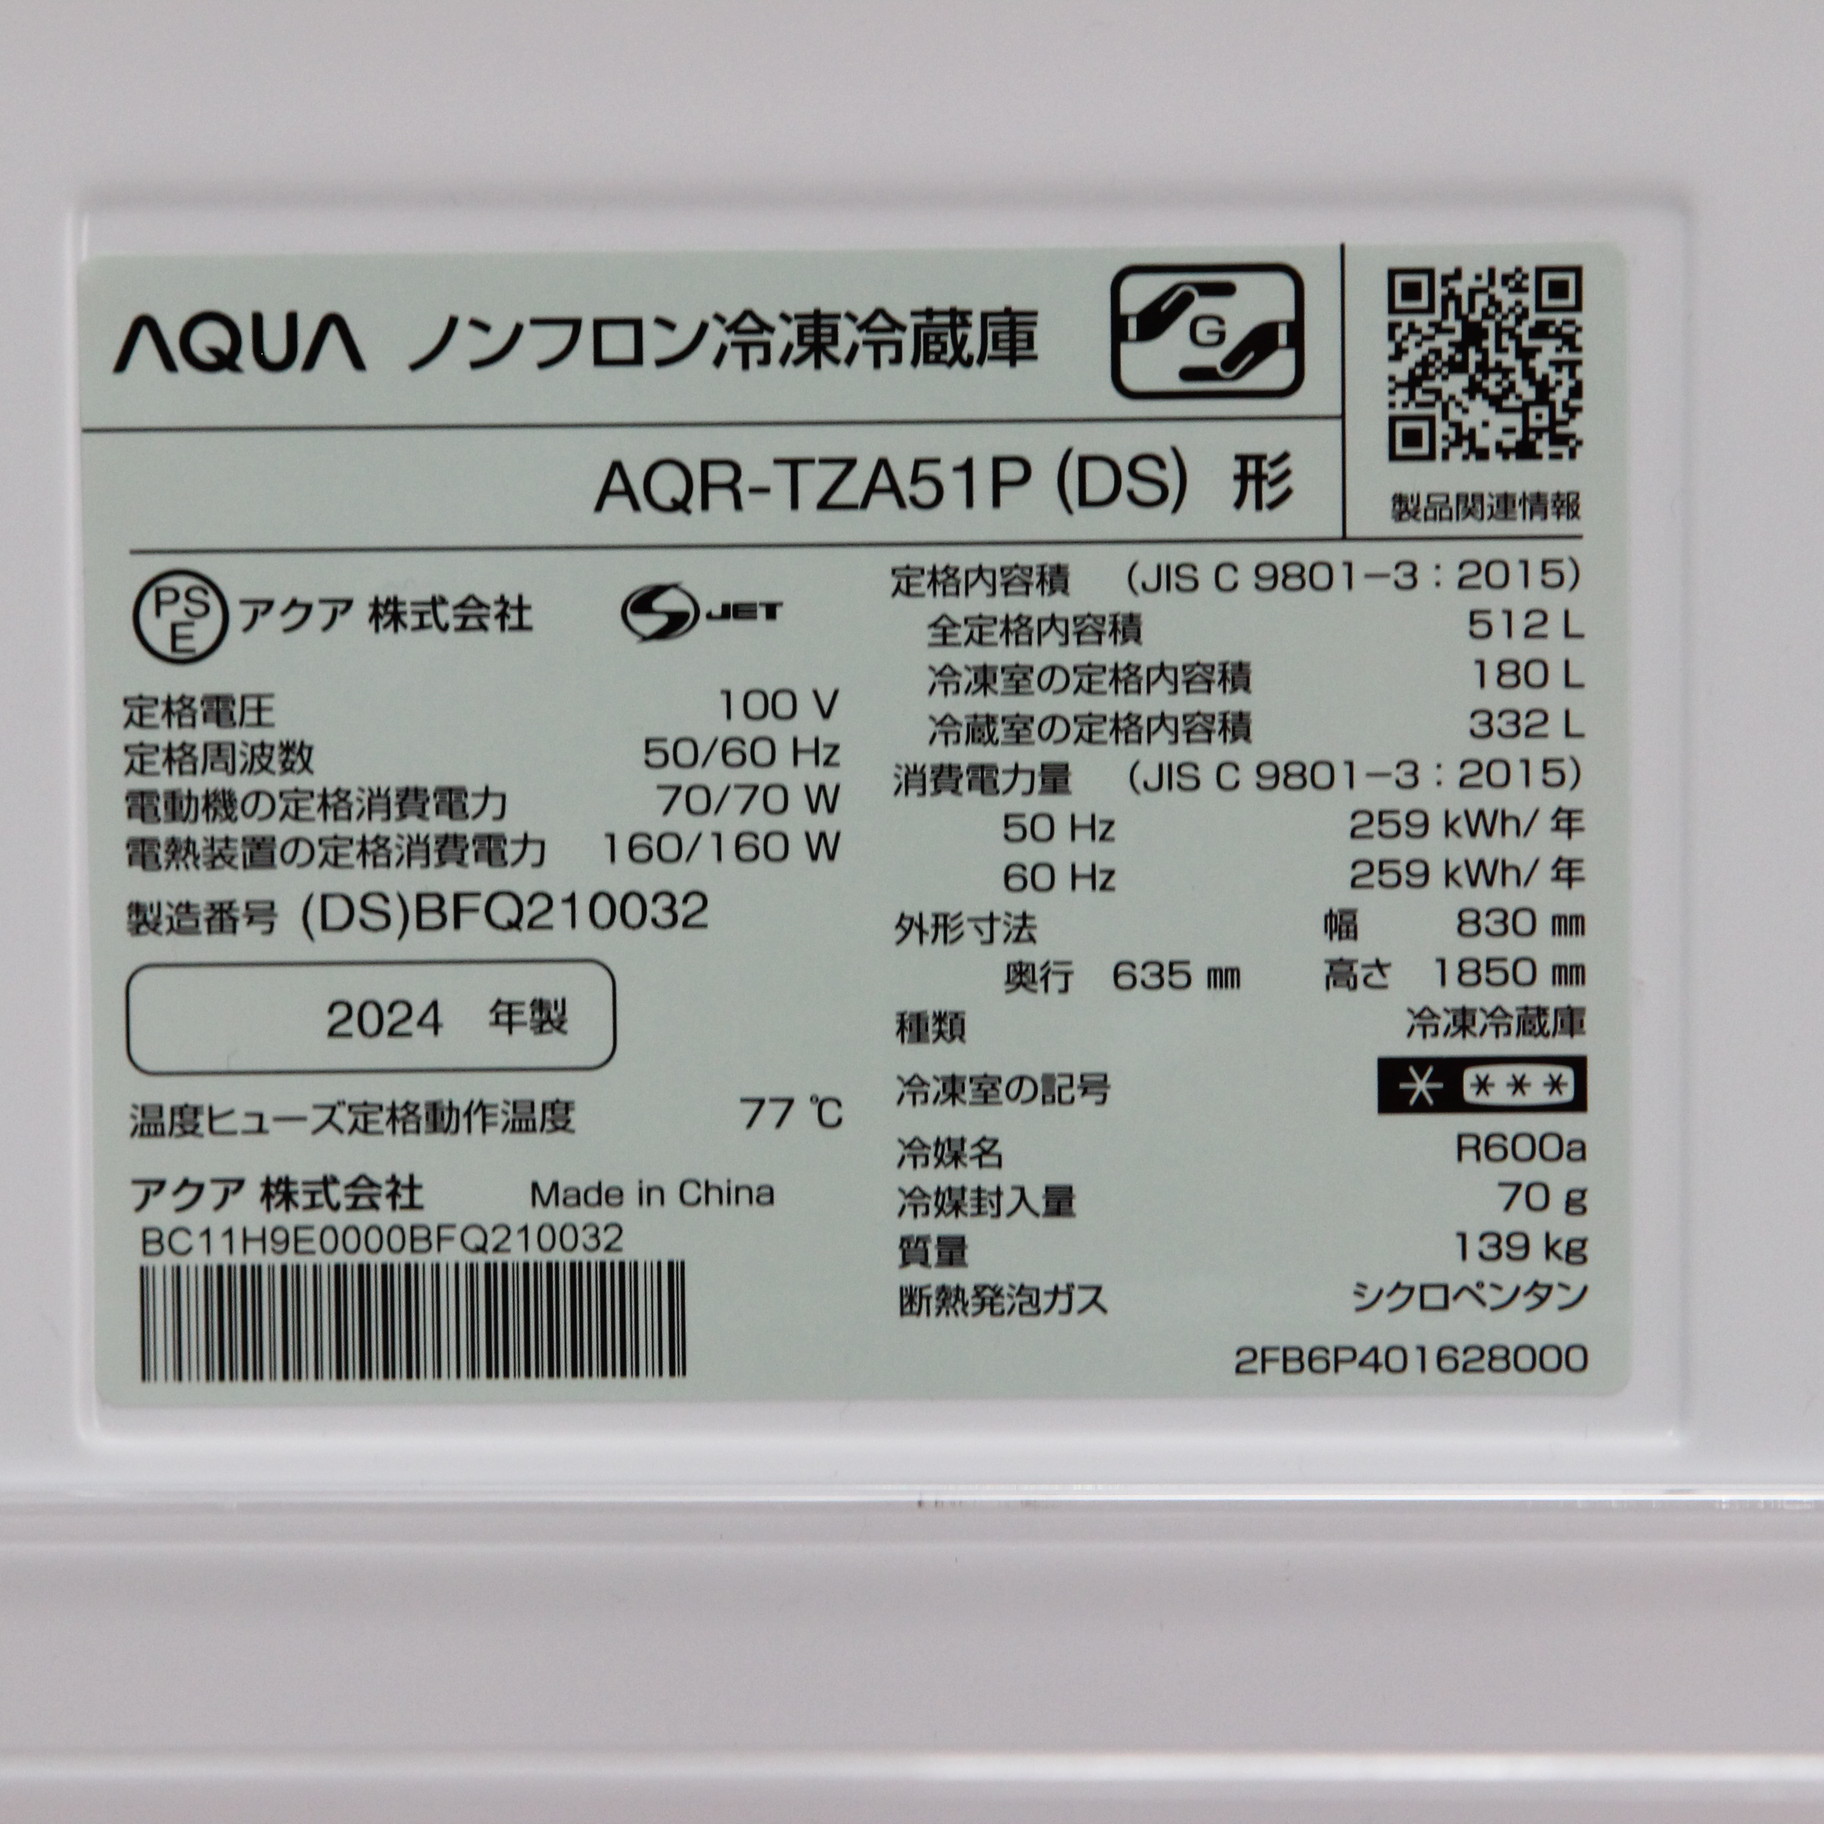 AQUA ノンフロン冷凍冷蔵庫
G
AQR-TZA51P (DS) 形
製品関連情報
PSE アクア 株式会社 S JET
定格電圧 100 V
定格周波数 50/60 Hz
電動機の定格消費電力 70/70 W
電熱装置の定格消費電力 160/160 W
製造番号 (DS)BFQ210032
2024 年製
温度ヒューズ定格動作温度 77 ℃
アクア 株式会社 Made in China
BC11H9E0000BFQ210032
定格内容積 (JIS C 9801-3:2015)
全定格内容積 512 L
冷凍室の定格内容積 180 L
冷蔵室の定格内容積 332 L
消費電力量 (JIS C 9801-3:2015)
50 Hz 259 kWh/年
60 Hz 259 kWh/年
外形寸法 幅 830 ㎜
奥行 635 ㎜ 高さ 1850 ㎜
種類 冷凍冷蔵庫
冷凍室の記号 * ***
冷媒名 R600a
冷媒封入量 70 g
質量 139 kg
断熱発泡ガス シクロペンタン
2FB6P401628000